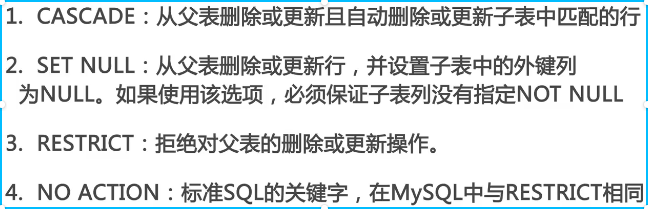 1. CASCADE：从父表删除或更新且自动删除或更新子表中匹配的行
2. SET NULL：从父表删除或更新行，并设置子表中的外键列
为NULL。如果使用该选项，必须保证子表列没有指定NOT NULL
3. RESTRICT：拒绝对父表的删除或更新操作。
4. NO ACTION：标准SQL的关键字，在MySQL中与RESTRICT相同